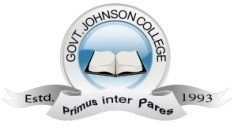 GOVT. JOHNSON COLLEGE
Estd. 1993
Primus inter Pares